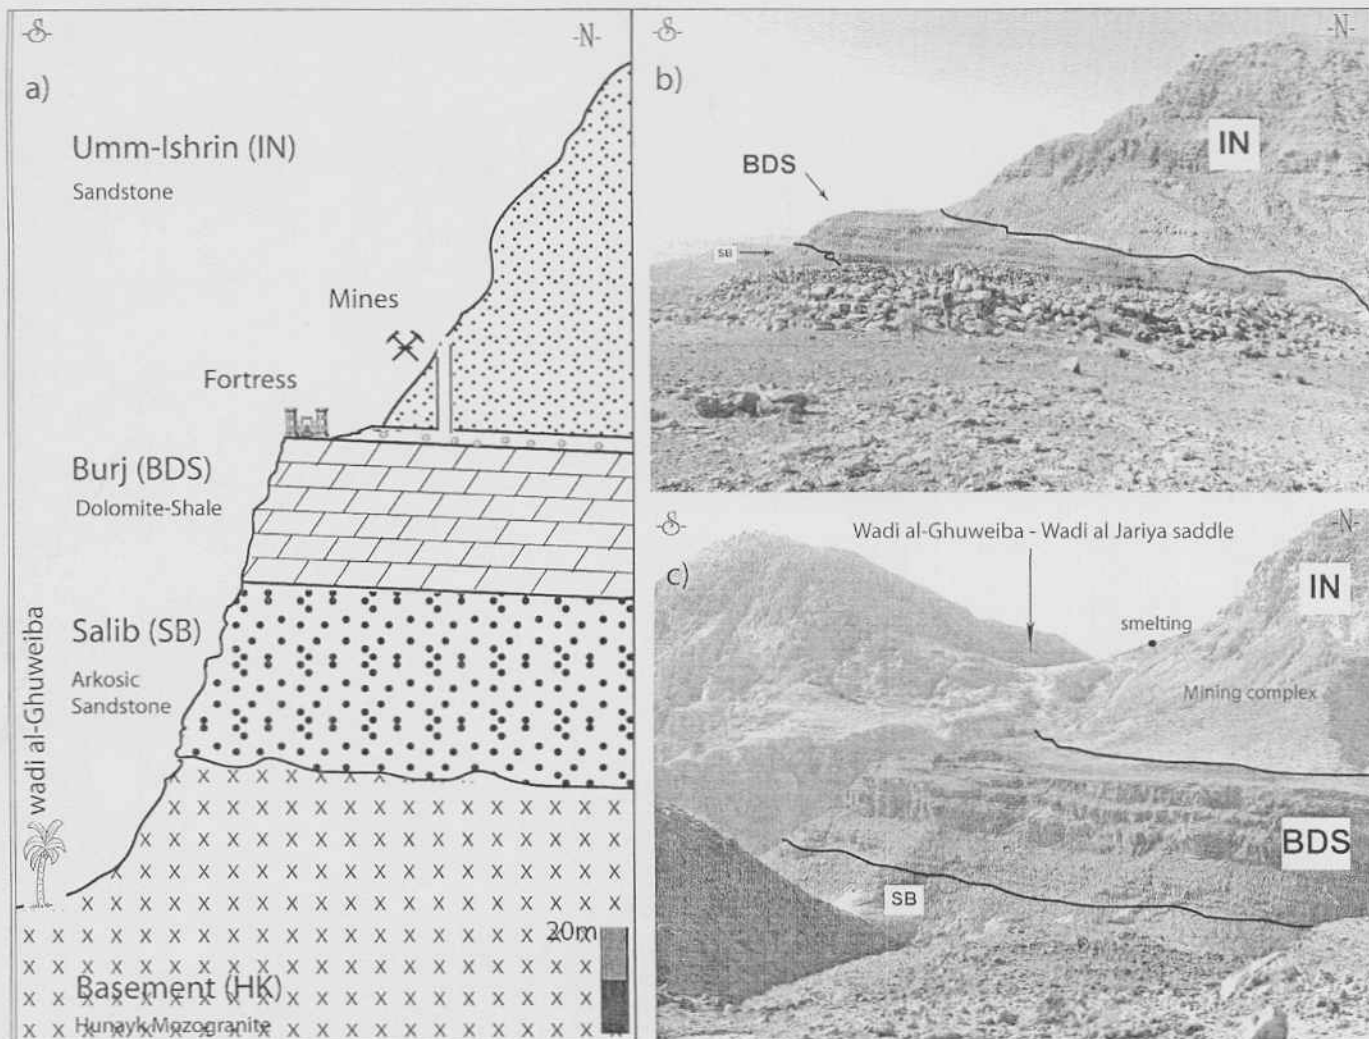 -S-
-N-
a)
Umm-Ishrin (IN)
Sandstone
Mines
Fortress
Burj (BDS)
Dolomite-Shale
Salib (SB)
Arkosic
Sandstone
wadi al-Ghuweiba
20m
Basement (HK)
Hunayk Mozogranite
-S-
-N-
b)
IN
BDS
SB
-S-
-N-
Wadi al-Ghuweiba - Wadi al Jariya saddle
c)
IN
smelting
Mining complex
BDS
SB